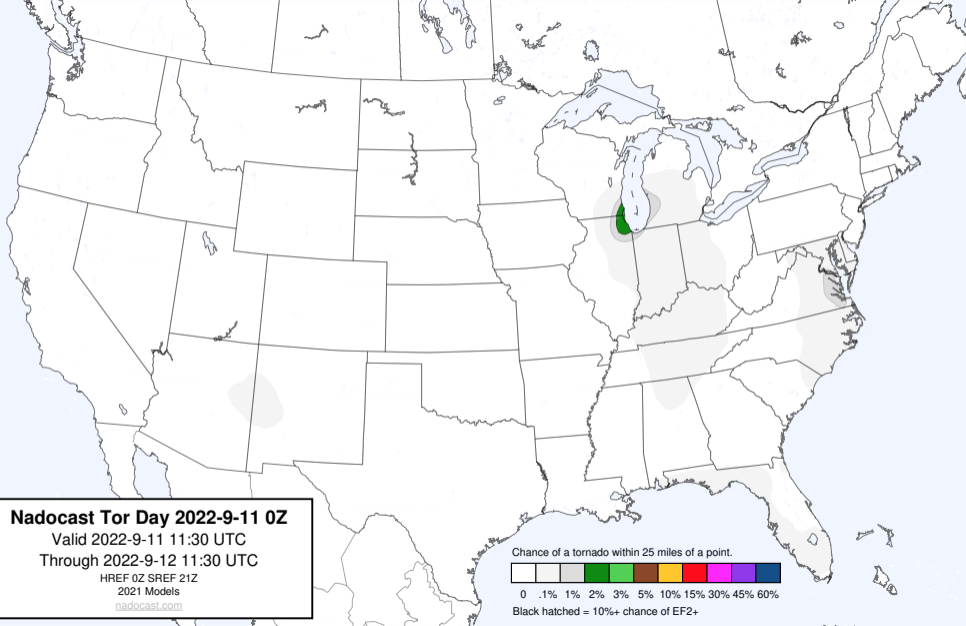 Nadocast Tor Day 2022-9-11 0Z
Valid 2022-9-11 11:30 UTC
Through 2022-9-12 11:30 UTC
HREF 0Z SREF 21Z
2021 Models
nadocast.com
Chance of a tornado within 25 miles of a point.
0 .1% 1% 2% 3% 5% 10% 15% 30% 45% 60%
Black hatched = 10%+ chance of EF2+